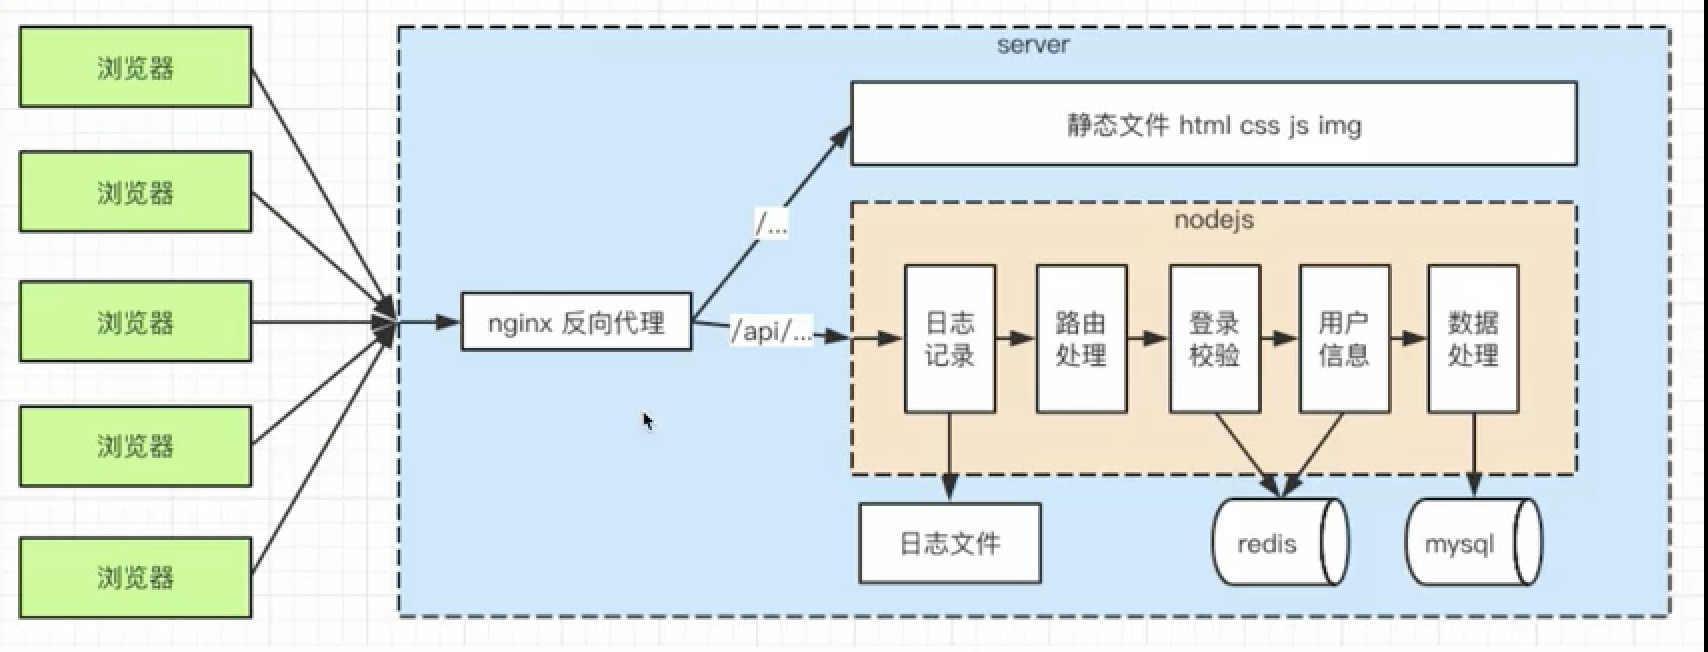 浏览器
浏览器
浏览器
浏览器
浏览器
server
nginx 反向代理
/...
/api/...
静态文件 html css js img
nodejs
日志
记录
路由
处理
登录
校验
用户
信息
数据
处理
日志文件
redis
mysql